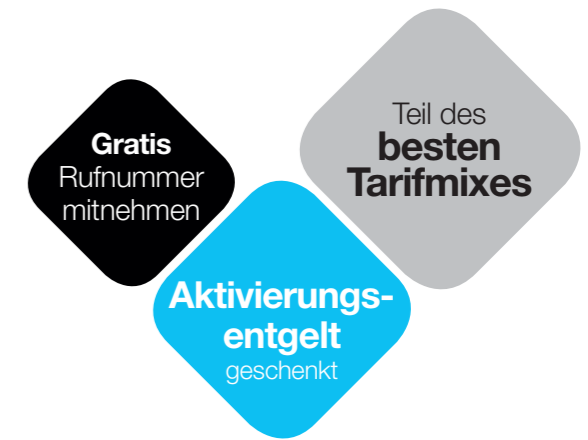 Gratis
Rufnummer
mitnehmen
Teil des
besten
Tarifmixes
Aktivierungs-
entgelt
geschenkt